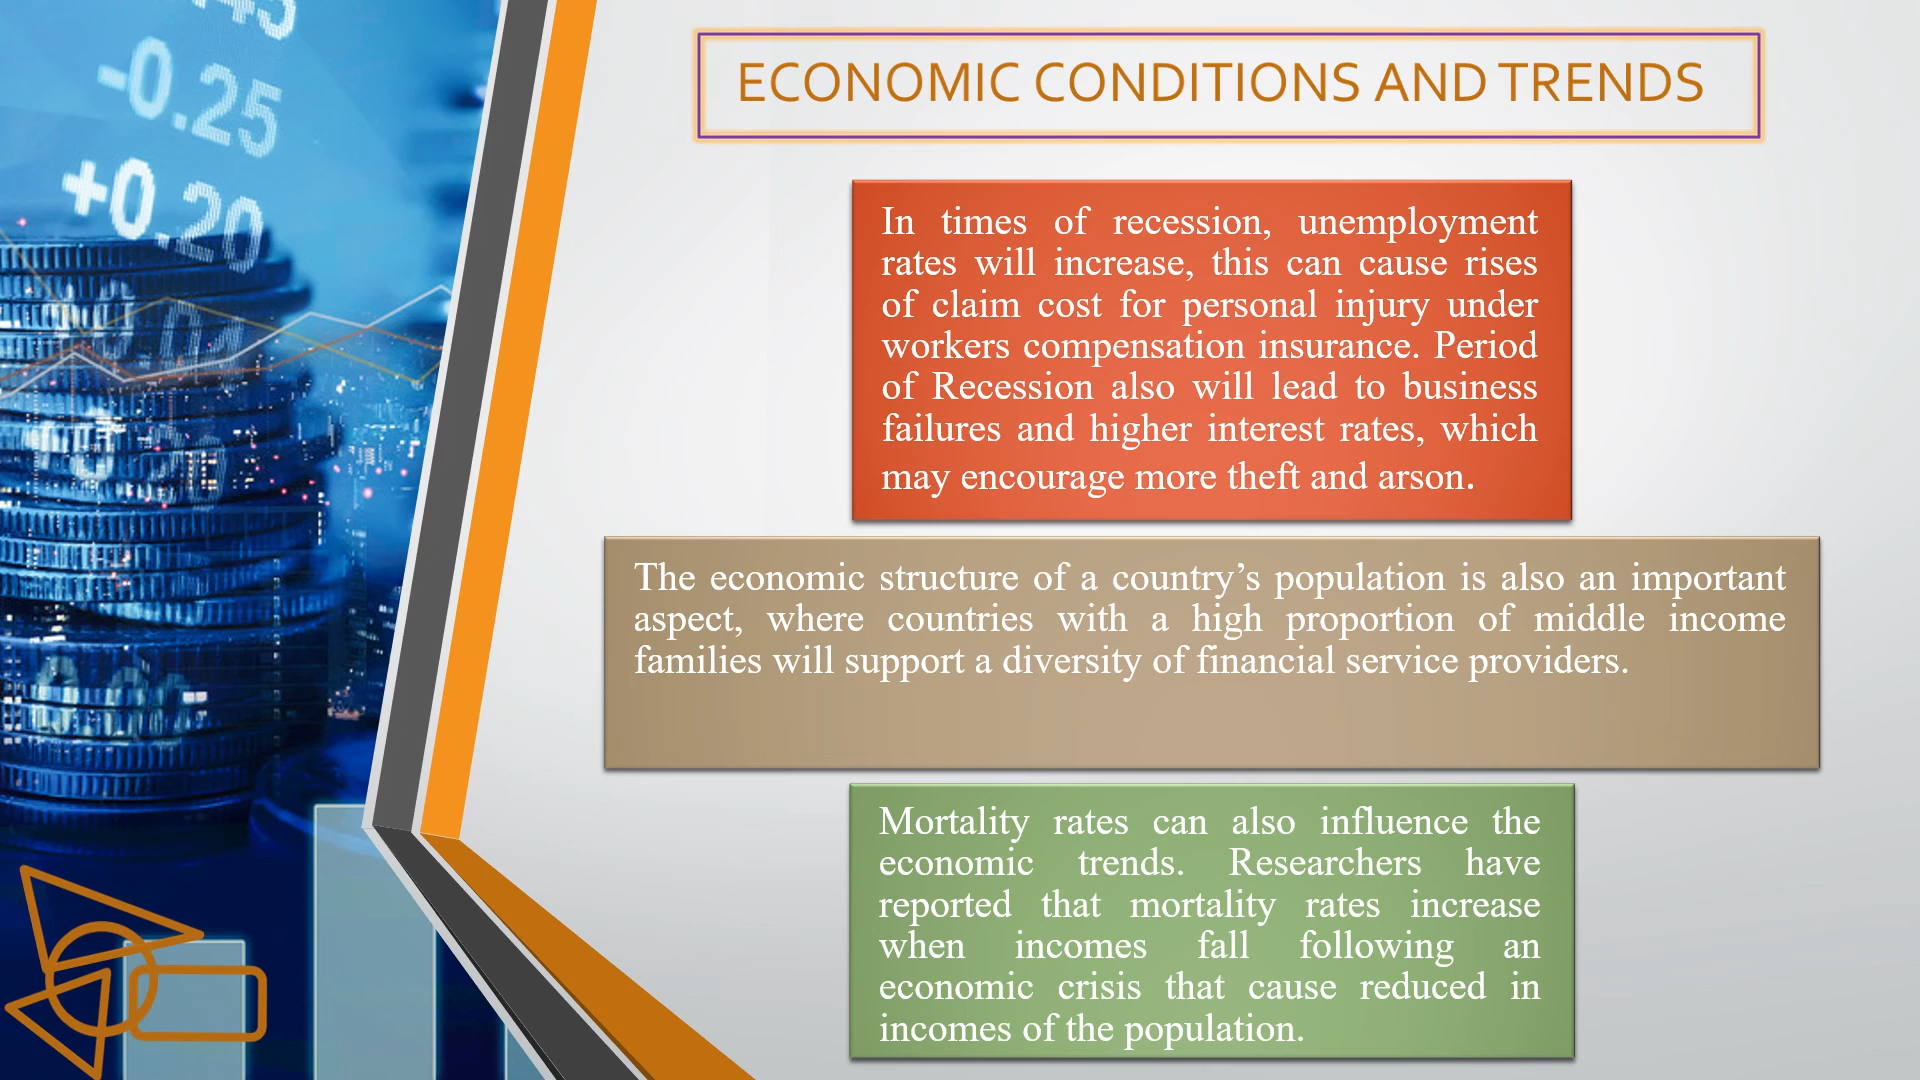 -0.25
+0.20
ECONOMIC CONDITIONS AND TRENDS
In times of recession, unemployment
rates will increase, this can cause rises
of claim cost for personal injury under
workers compensation insurance. Period
of Recession also will lead to business
failures and higher interest rates, which
may encourage more theft and arson.
The economic structure of a country’s population is also an important
aspect, where countries with a high proportion of middle income
families will support a diversity of financial service providers.
Mortality rates can also influence the
economic trends. Researchers have
reported that mortality rates increase
when incomes fall following an
economic crisis that cause reduced in
incomes of the population.